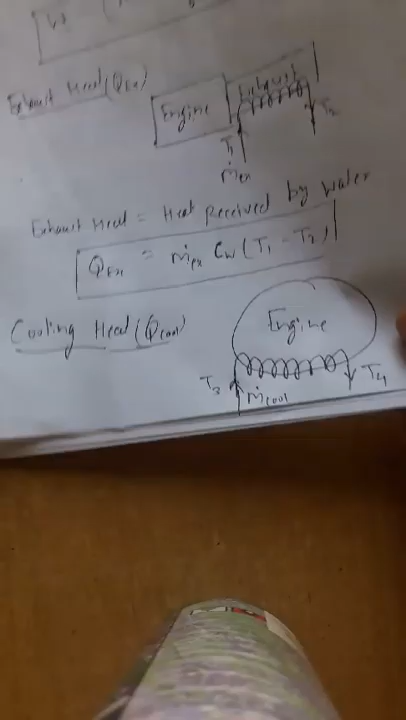 W
Exhaust Heat (QEx)
Engine
Exhaust
T1
T2
ṁex
Exhaust Heat = Heat Received by water
QEx = ṁex Cw (T1 - T2)
Cooling Heat (Qcool)
Engine
T3
ṁcool
T4